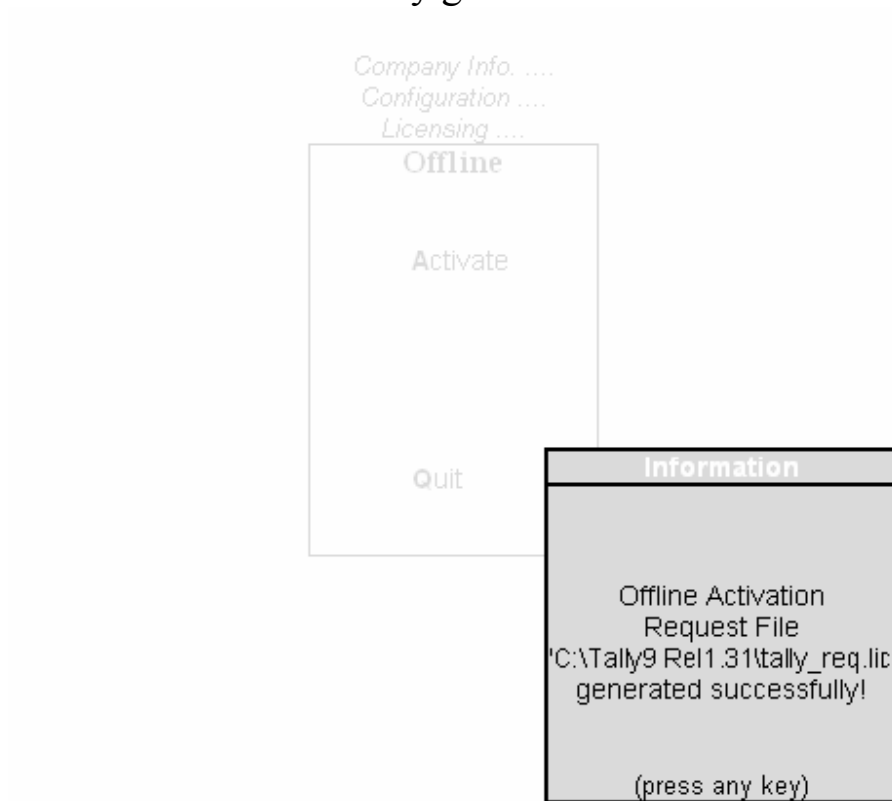 Company Info. ....
Configuration ....
Licensing ....
Offline
Activate
Quit
Information
Offline Activation
Request File
'C:\Tally9 Rel1.31\tally_req.lic
generated successfully!
(press any key)